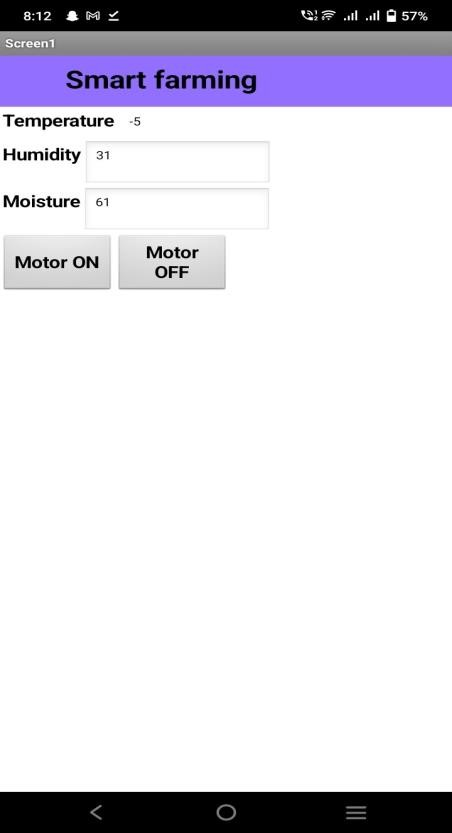 8:12 57%
Screen1
Smart farming
Temperature -5
Humidity 31
Moisture 61
Motor ON Motor
OFF